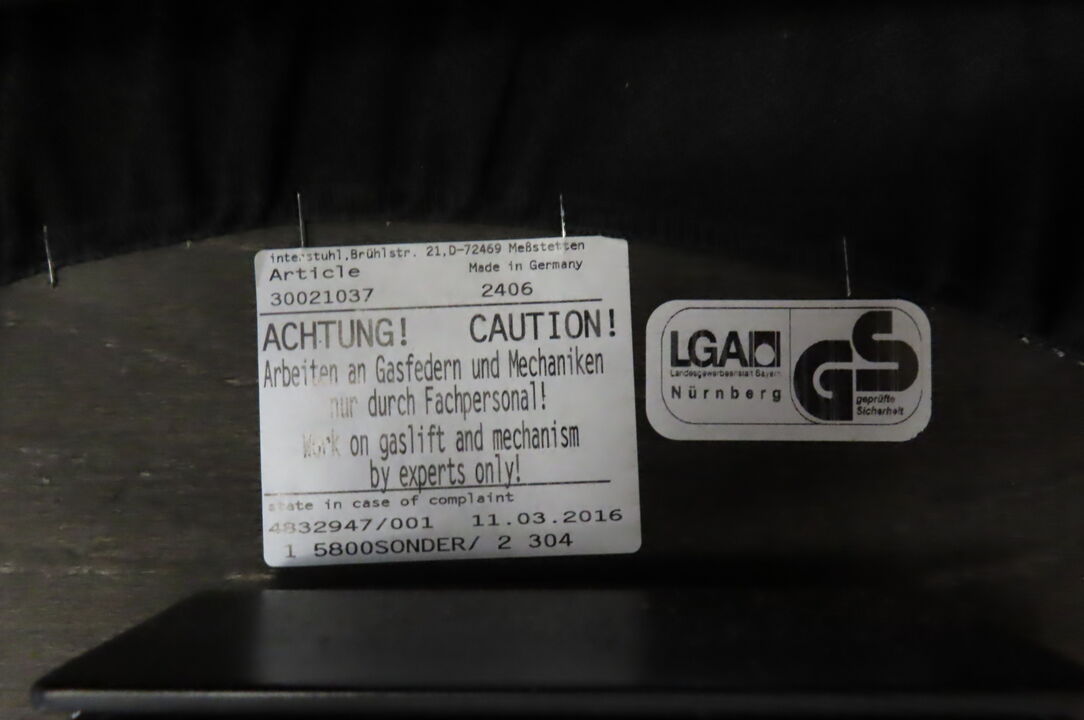 interstuhl,Brühlstr. 21,D-72469 Meßstetten
Article Made in Germany
30021037 2406
ACHTUNG! CAUTION!
Arbeiten an Gasfedern und Mechaniken
nur durch Fachpersonal!
Work on gaslift and mechanism
by experts only!
state in case of complaint
4832947/001 11.03.2016
1 5800SONDER/ 2 304
LGA
Landesgewerbeanstalt Bayern
Nürnberg
GS
geprüfte
Sicherheit